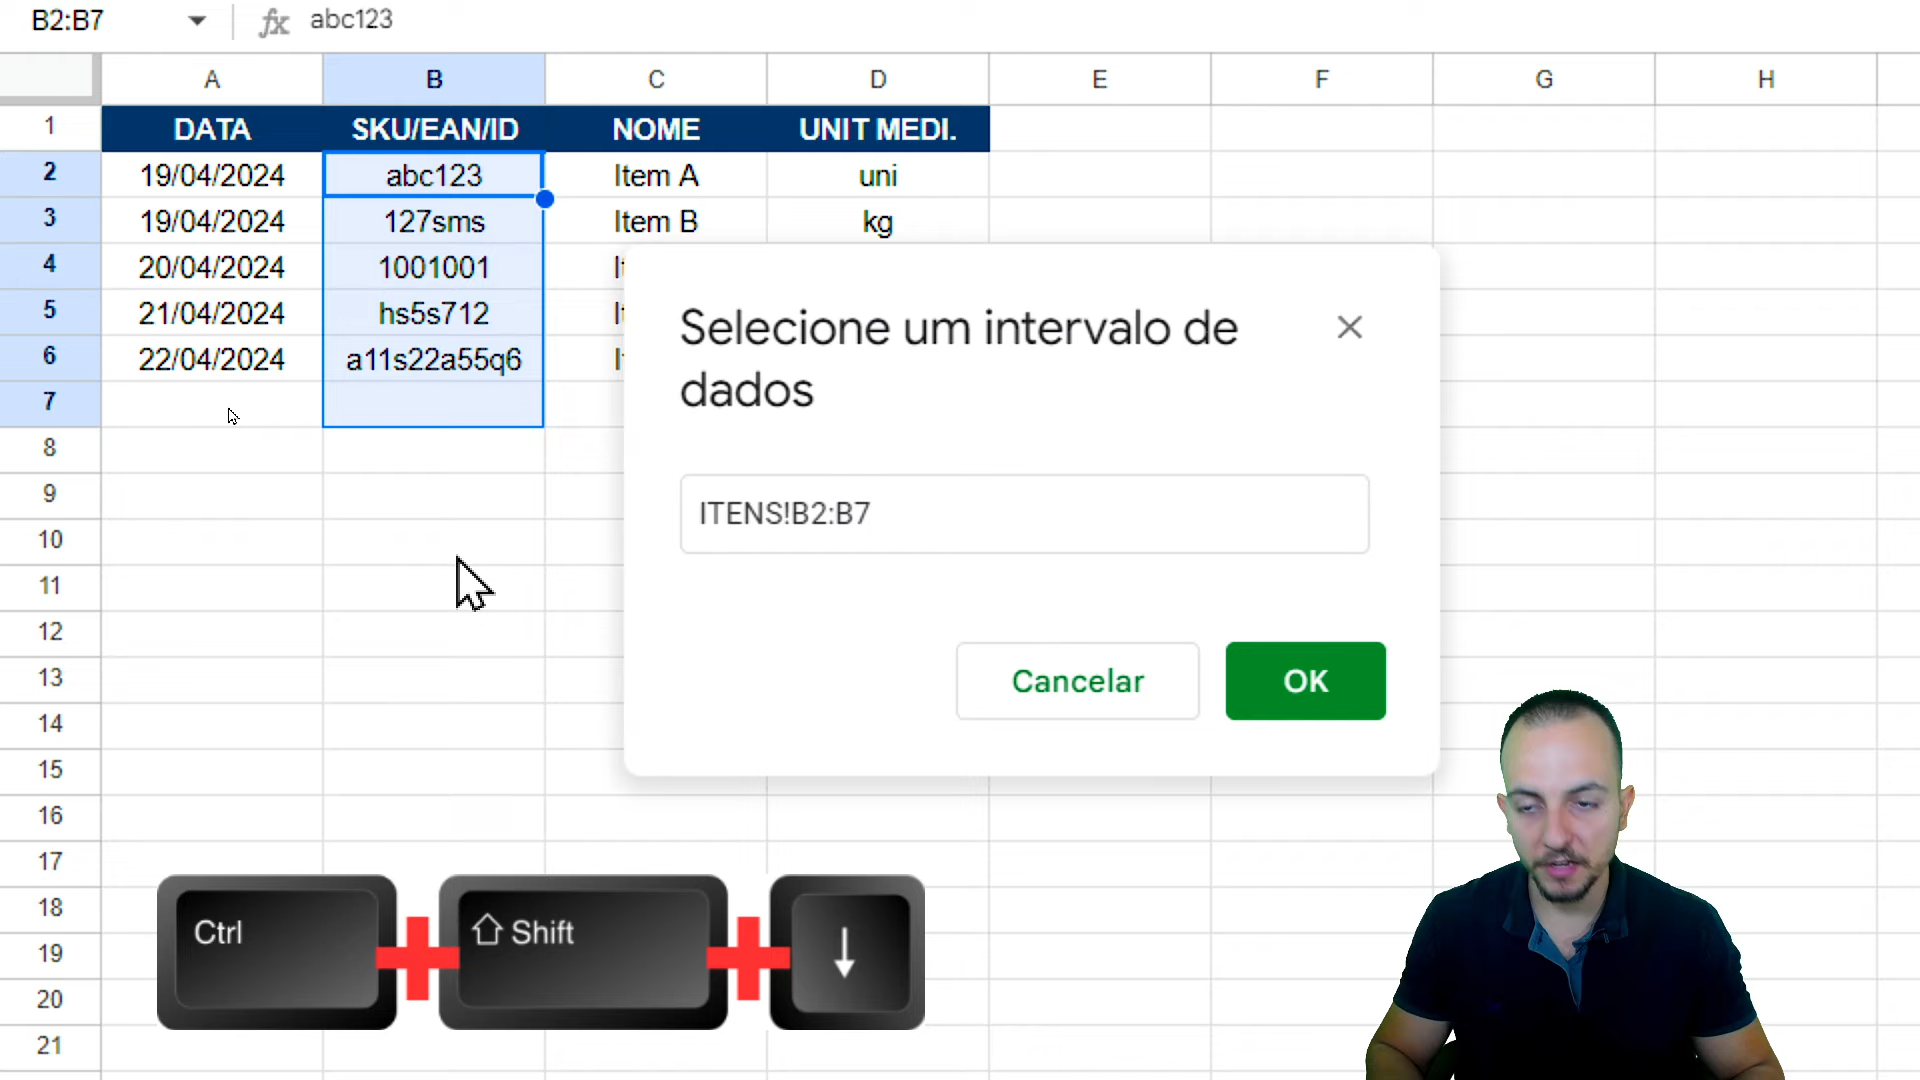 B2:B7 fx abc123
A B C D E F G H
1 DATA SKU/EAN/ID NOME UNIT MEDI.
2 19/04/2024 abc123 Item A uni
3 19/04/2024 127sms Item B kg
4 20/04/2024 1001001
5 21/04/2024 hs5s712
6 22/04/2024 a11s22a55q6
7
8
9
10
11
12
13
14
15
16
17
18
19
20
21
Selecione um intervalo de
dados
ITENS!B2:B7
Cancelar OK
Ctrl + Shift + ↓